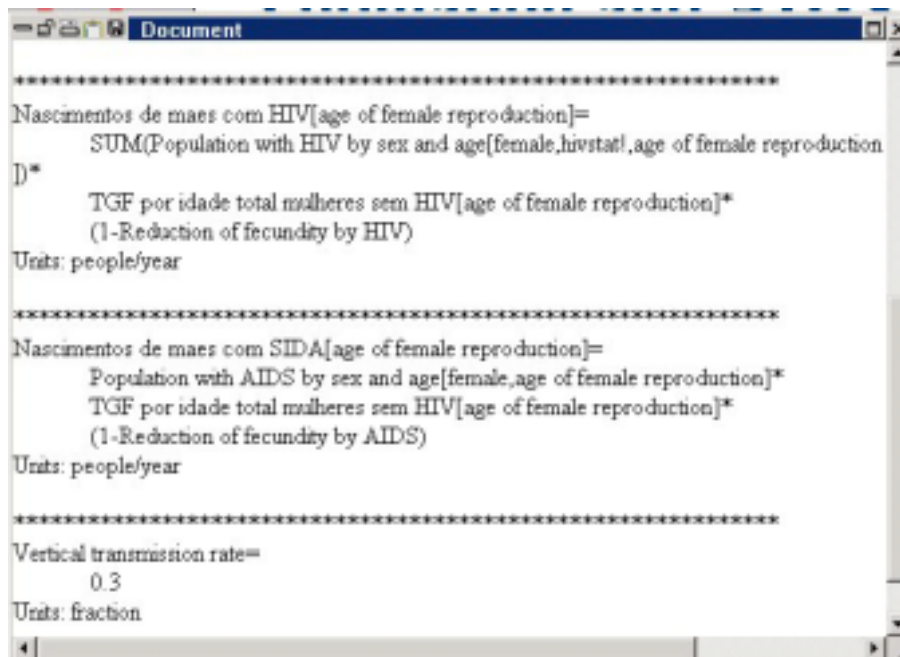 Document
*************************************************************
Nascimentos de maes com HIV[age of female reproduction]=
SUM(Population with HIV by sex and age[female,hivstat!,age of female reproduction
])*
TGF por idade total mulheres sem HIV[age of female reproduction]*
(1-Reduction of fecundity by HIV)
Units: people/year
*************************************************************
Nascimentos de maes com SIDA[age of female reproduction]=
Population with AIDS by sex and age[female,age of female reproduction]*
TGF por idade total mulheres sem HIV[age of female reproduction]*
(1-Reduction of fecundity by AIDS)
Units: people/year
*************************************************************
Vertical transmission rate=
0.3
Units: fraction